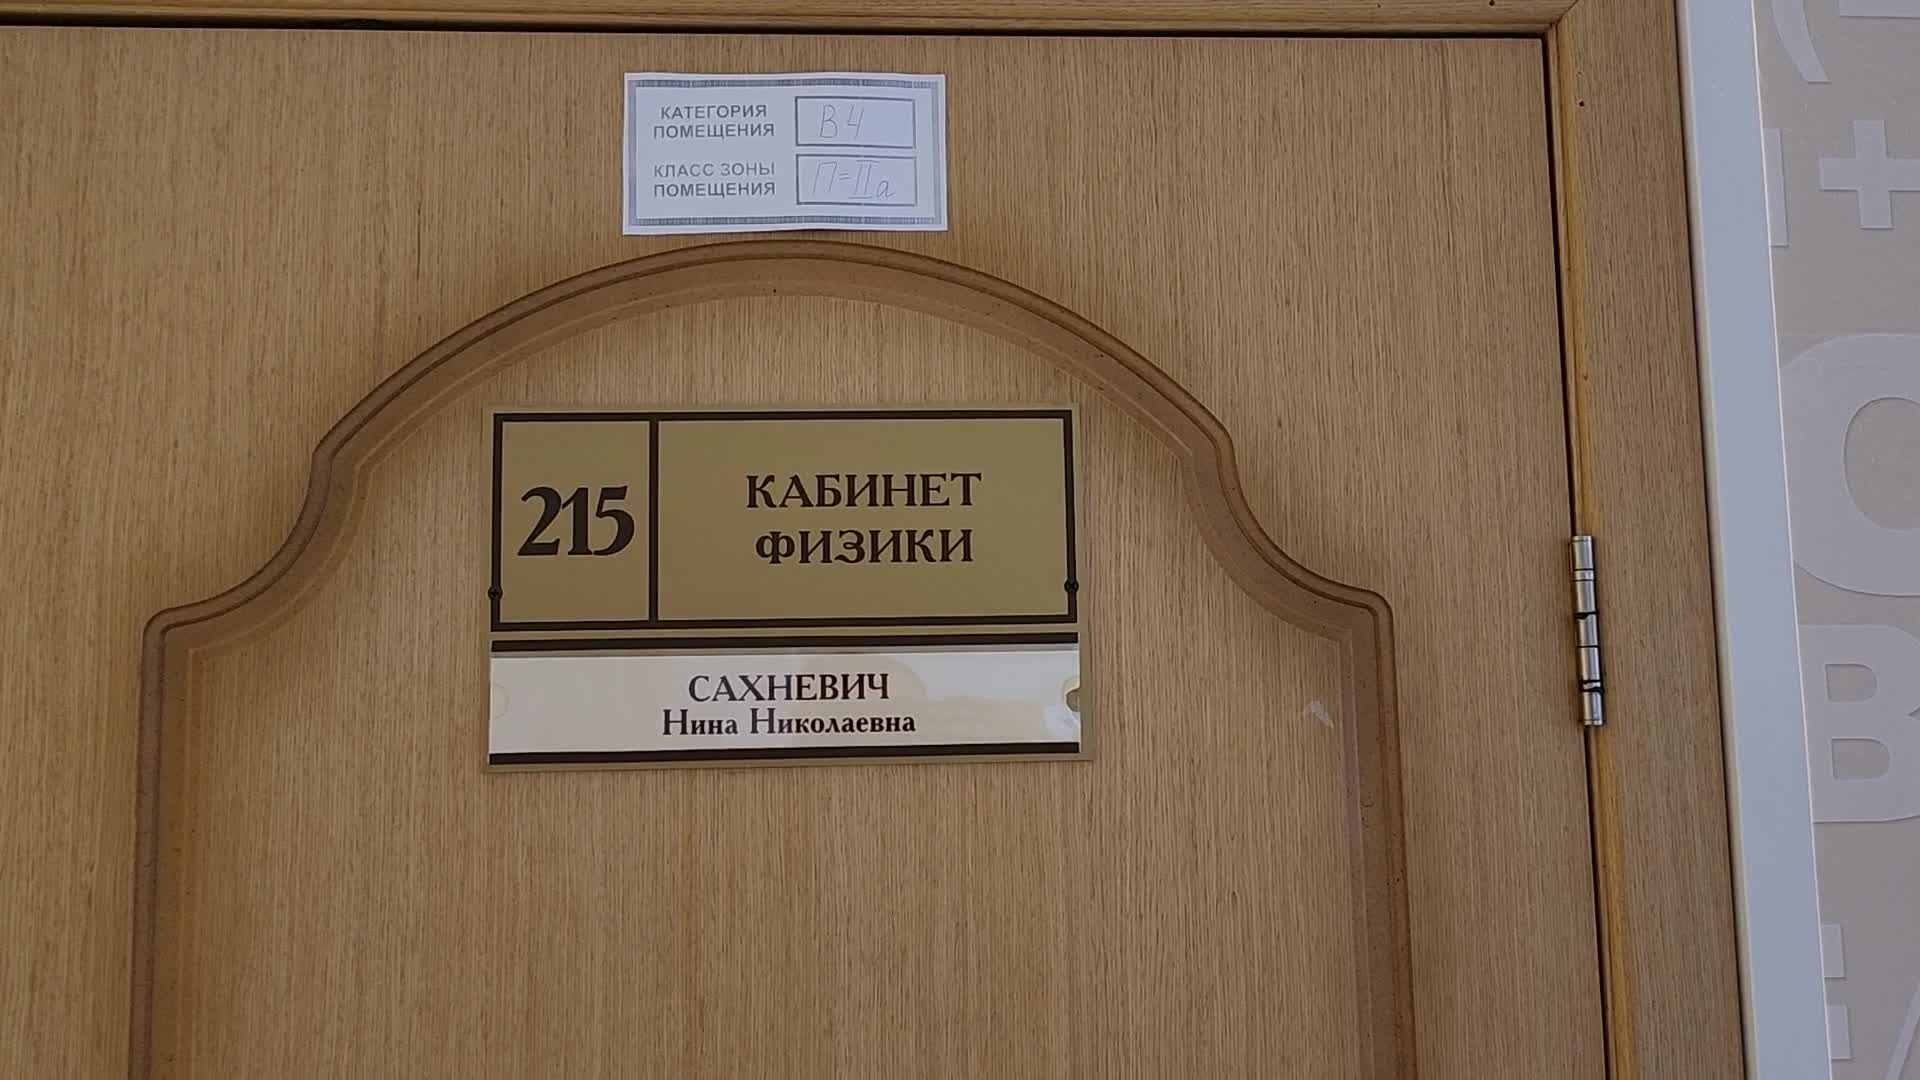 КАТЕГОРИЯ
ПОМЕЩЕНИЯ
В4
КЛАСС ЗОНЫ
ПОМЕЩЕНИЯ
П=IIа
215
КАБИНЕТ
ФИЗИКИ
САХНЕВИЧ
Нина Николаевна